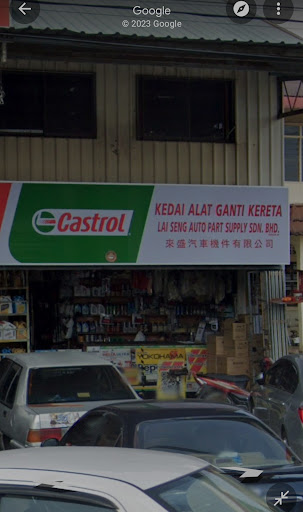 Google
© 2023 Google
Castrol
KEDAI ALAT GANTI KERETA
LAI SENG AUTO PART SUPPLY SDN. BHD.
來盛汽車機件有限公司
YOKOHAMA